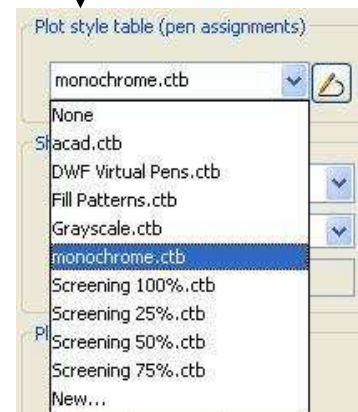 Plot style table (pen assignments)
monochrome.ctb
None
acad.ctb
DWF Virtual Pens.ctb
Fill Patterns.ctb
Grayscale.ctb
monochrome.ctb
Screening 100%.ctb
Screening 25%.ctb
Screening 50%.ctb
Screening 75%.ctb
New...